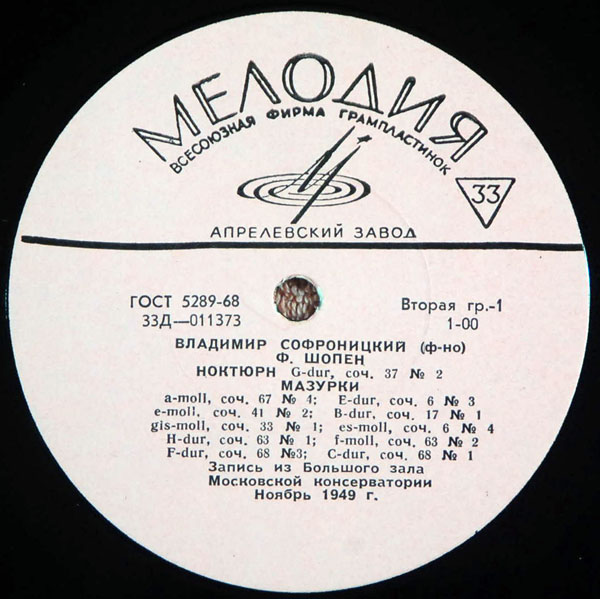 МЕЛОДИЯ
ВСЕСОЮЗНАЯ ФИРМА ГРАМПЛАСТИНОК
33
АПРЕЛЕВСКИЙ ЗАВОД
ГОСТ 5289-68 Вторая гр.-1
33Д—011373 1-00
ВЛАДИМИР СОФРОНИЦКИЙ (ф-но)
Ф. ШОПЕН
НОКТЮРН G-dur, соч. 37 № 2
МАЗУРКИ
a-moll, соч. 67 № 4; E-dur, соч. 6 № 3
e-moll, соч. 41 № 2; B-dur, соч. 17 № 1
gis-moll, соч. 33 № 1; es-moll, соч. 6 № 4
H-dur, соч. 63 № 1; f-moll, соч. 63 № 2
F-dur, соч. 68 №3; C-dur, соч. 68 № 1
Запись из Большого зала
Московской консерватории
Ноябрь 1949 г.